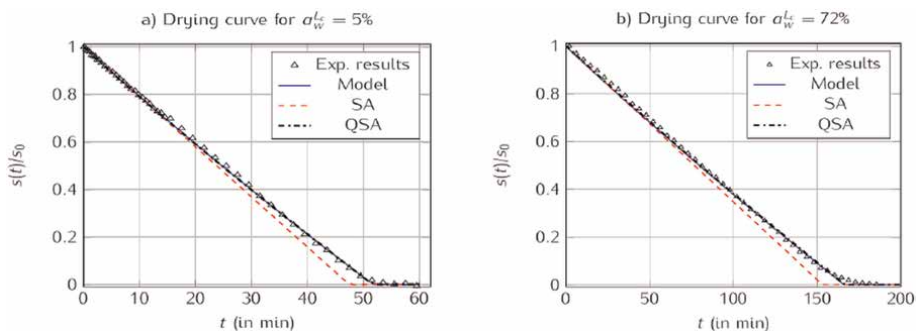 a) Drying curve for a_w^{L_c} = 5%
1
0.8
0.6
0.4
0.2
0
s(t)/s₀
Exp. results
Model
SA
QSA
0 10 20 30 40 50 60
t (in min)
b) Drying curve for a_w^{L_c} = 72%
1
0.8
0.6
0.4
0.2
0
s(t)/s₀
Exp. results
Model
SA
QSA
0 50 100 150 200
t (in min)